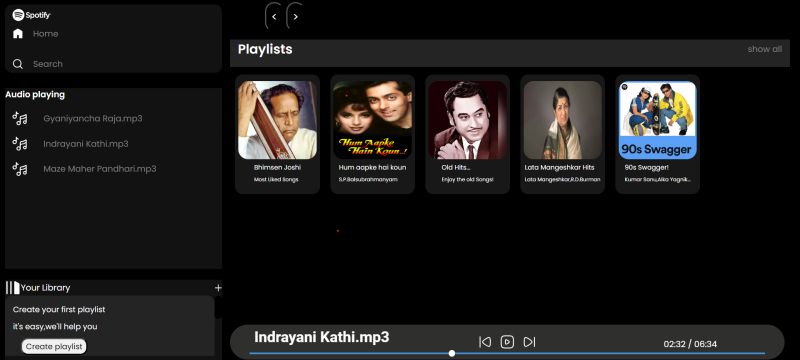 Spotify
Home
Search
Audio playing
Gyaniyancha Raja.mp3
Indrayani Kathi.mp3
Maze Maher Pandhari.mp3
Your Library
+
Create your first playlist
it's easy,we'll help you
Create playlist
< >
Playlists
show all
Bhimsen Joshi
Most Liked Songs
Hum Aapke Hain Koun..!
Hum aapke hai koun
S.P.Balsubrahmanyam
Old Hits...
Enjoy the old Songs!
Lata Mangeshkar Hits
Lata Mangeshkar,R.D.Burman
90s Swagger
90s Swagger!
Kumar Sanu,Alka Yagnik...
Indrayani Kathi.mp3
02:32 / 06:34